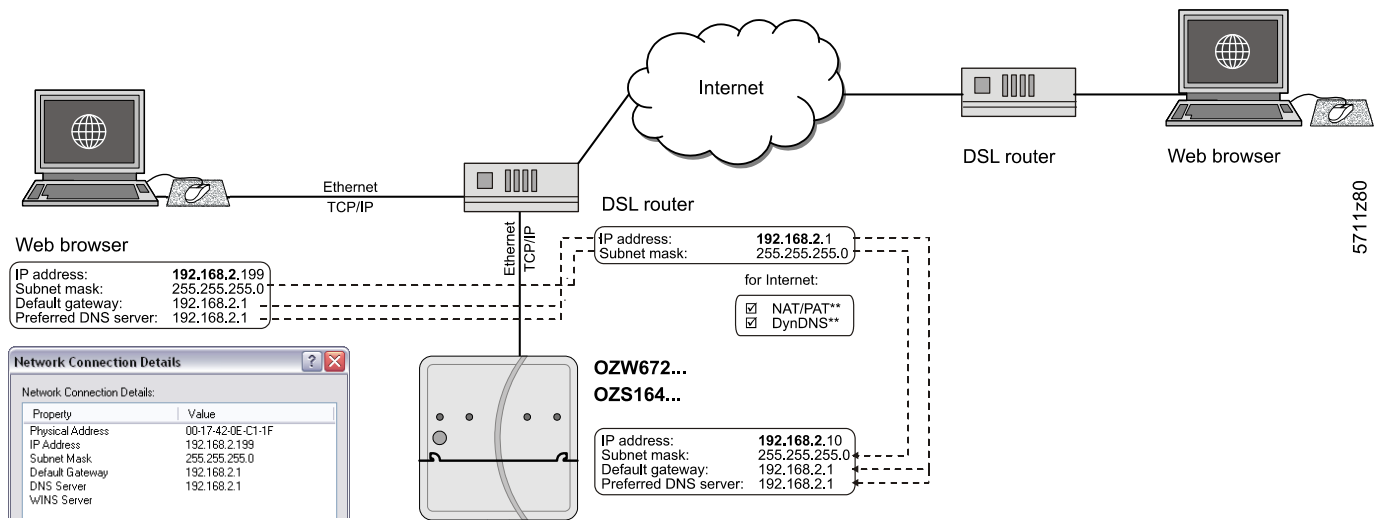 Internet
DSL router
Web browser
5711z80
Ethernet
TCP/IP
DSL router
Ethernet
TCP/IP
Web browser
IP address: 192.168.2.199
Subnet mask: 255.255.255.0
Default gateway: 192.168.2.1
Preferred DNS server: 192.168.2.1
IP address: 192.168.2.1
Subnet mask: 255.255.255.0
for Internet:
☑ NAT/PAT**
☑ DynDNS**
Network Connection Details
Network Connection Details:
Property Value
Physical Address 00-17-42-0E-C1-1F
IP Address 192.168.2.199
Subnet Mask 255.255.255.0
Default Gateway 192.168.2.1
DNS Server 192.168.2.1
WINS Server
OZW672...
OZS164...
IP address: 192.168.2.10
Subnet mask: 255.255.255.0
Default gateway: 192.168.2.1
Preferred DNS server: 192.168.2.1